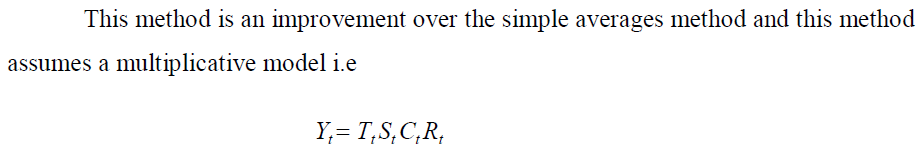 This method is an improvement over the simple averages method and this method
assumes a multiplicative model i.e
Yₜ= TₜSₜCₜRₜ